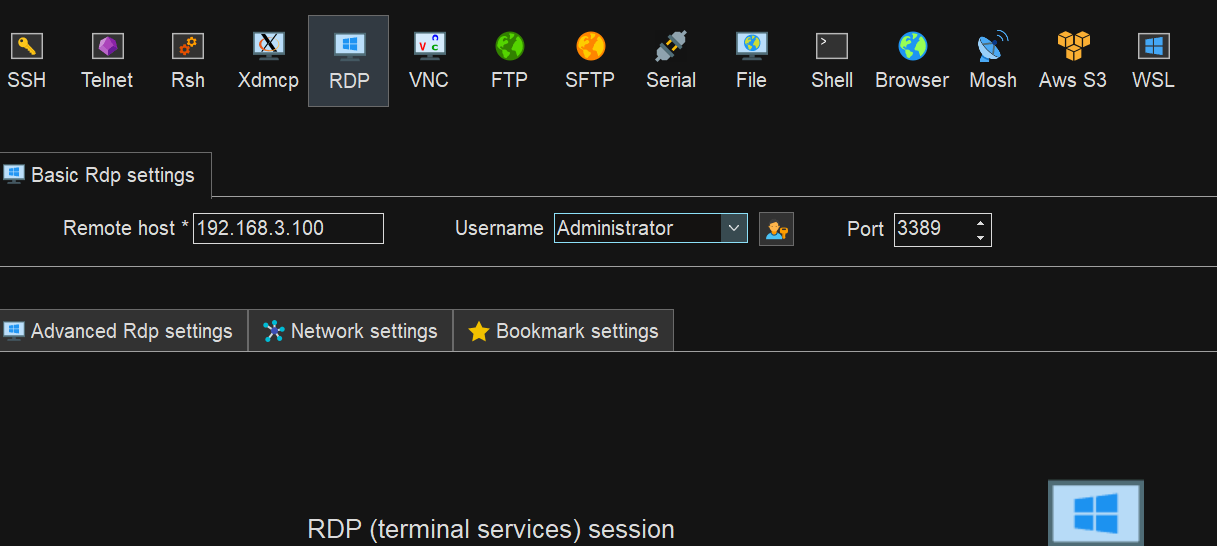 SSH Telnet Rsh Xdmcp RDP VNC FTP SFTP Serial File Shell Browser Mosh Aws S3 WSL
Basic Rdp settings
Remote host * 192.168.3.100 Username Administrator Port 3389
Advanced Rdp settings Network settings Bookmark settings
RDP (terminal services) session